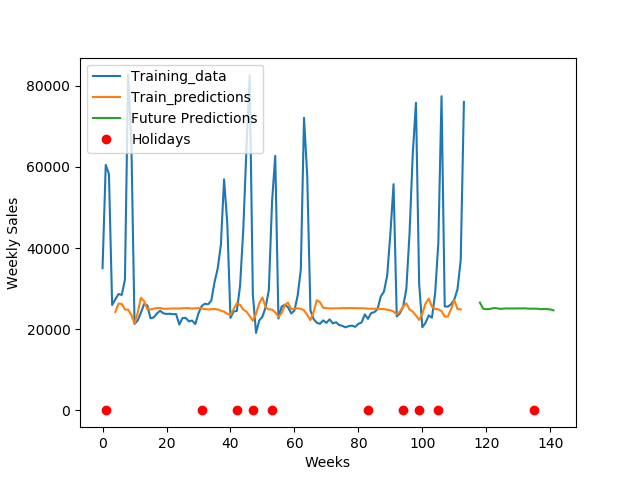 Training_data
Train_predictions
Future Predictions
Holidays
80000
60000
40000
20000
0
Weekly Sales
0 20 40 60 80 100 120 140
Weeks